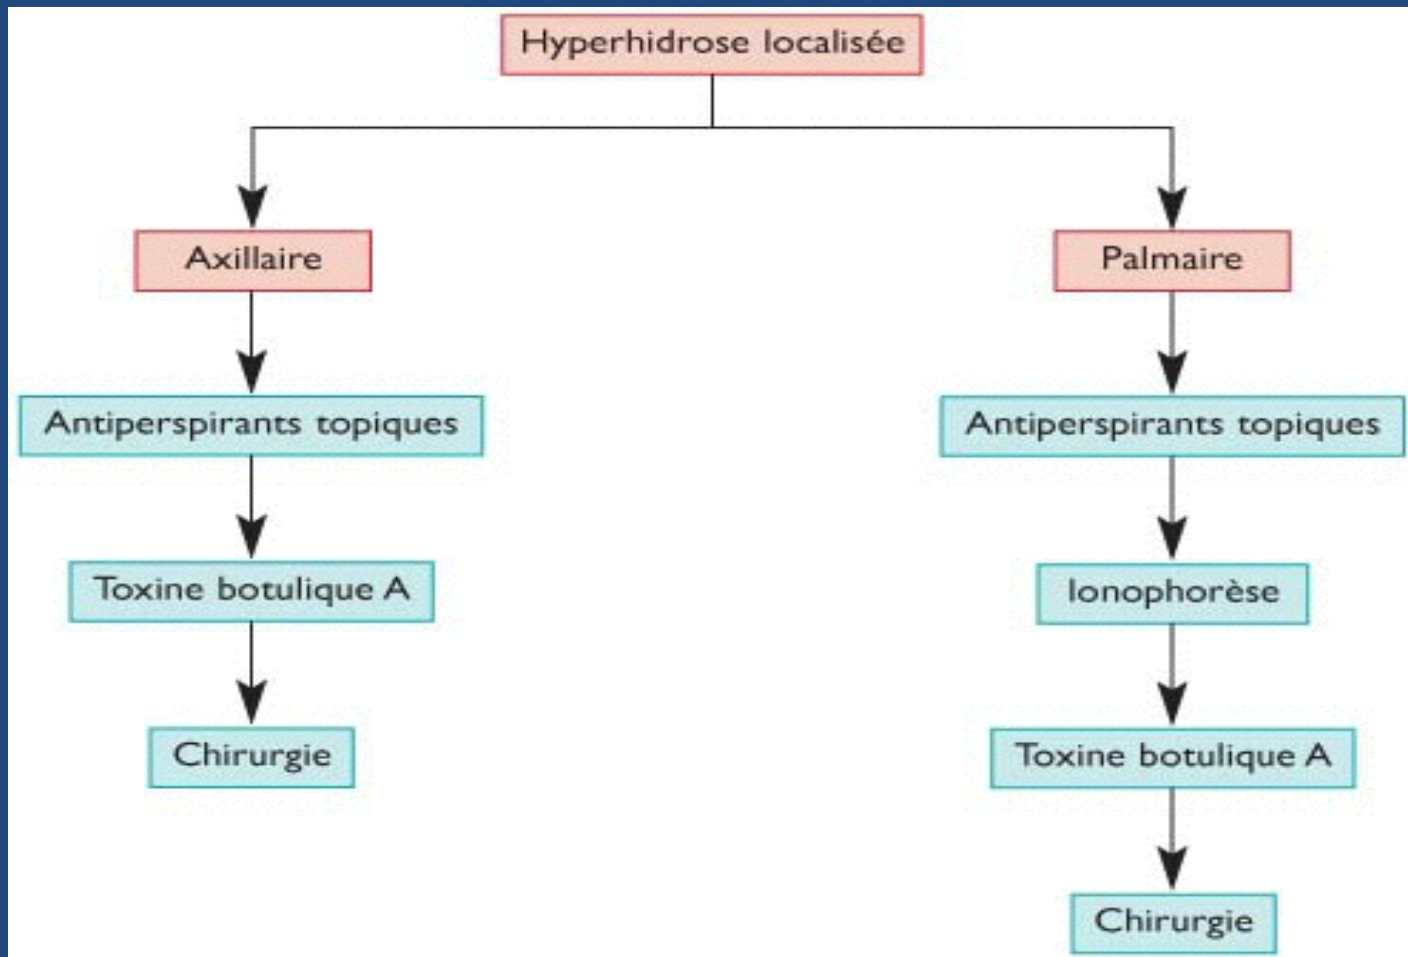 Hyperhidrose localisée
Axillaire
Palmaire
Antiperspirants topiques
Antiperspirants topiques
Toxine botulique A
Ionophorèse
Chirurgie
Toxine botulique A
Chirurgie